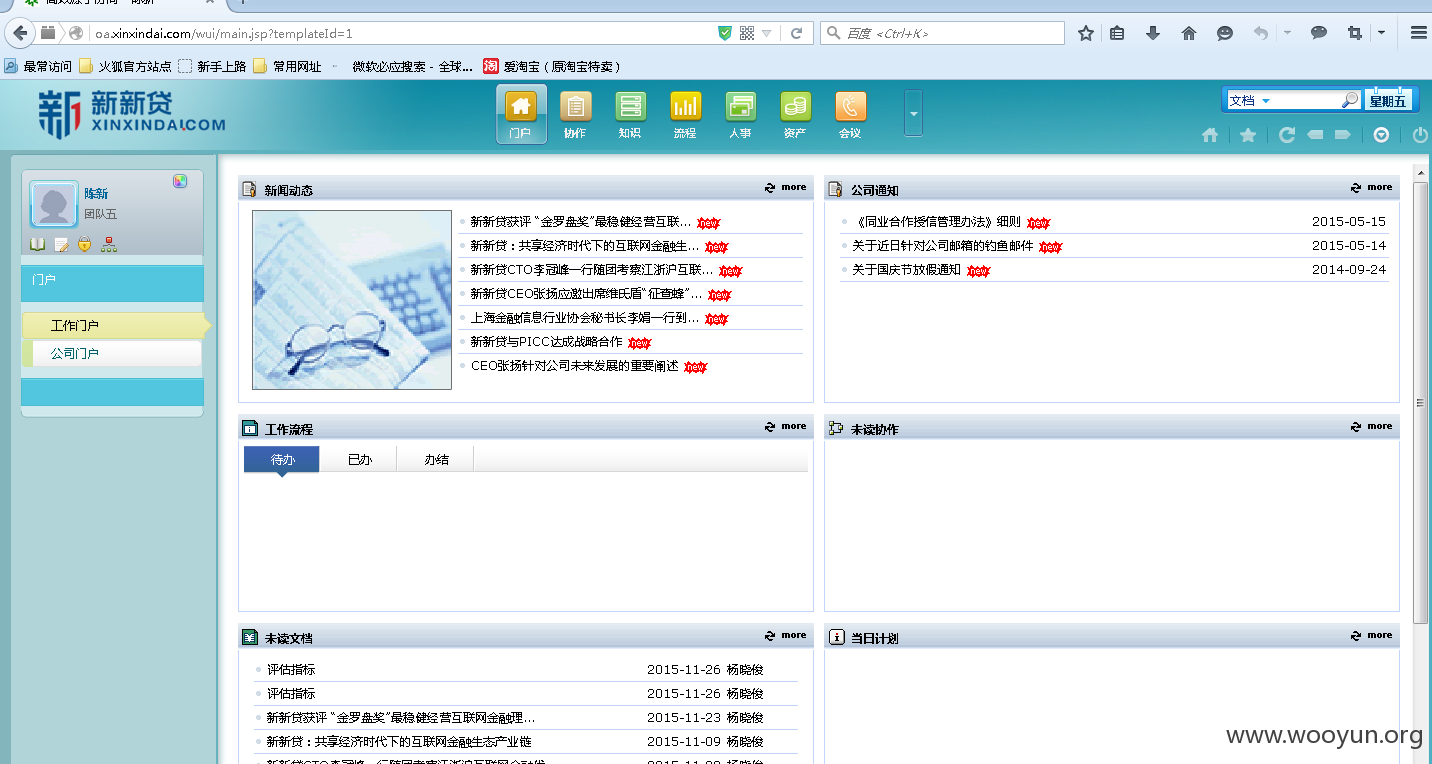 oa.xinxindai.com/wui/main.jsp?templateId=1
百度 <Ctrl+K>
最常访问 火狐官方站点 新手上路 常用网址 微软必应搜索 - 全球... 淘 爱淘宝（原淘宝特卖）
新新贷
XINXINDAI.COM
门户 协作 知识 流程 人事 资产 会议
文档 星期五
陈新
团队五
门户
工作门户
公司门户
新闻动态 more
新新贷获评“金罗盘奖”最稳健经营互联... new
新新贷：共享经济时代下的互联网金融生... new
新新贷CTO李冠峰一行随团考察江浙沪互联... new
新新贷CEO张扬应邀出席维氏盾“征查蜂”... new
上海金融信息行业协会秘书长李娟一行到... new
新新贷与PICC达成战略合作 new
CEO张扬针对公司未来发展的重要阐述 new
公司通知 more
《同业合作授信管理办法》细则 new 2015-05-15
关于近日针对公司邮箱的钓鱼邮件 new 2015-05-14
关于国庆节放假通知 new 2014-09-24
工作流程 more
待办 已办 办结
未读协作 more
未读文档 more
评估指标 2015-11-26 杨晓俊
评估指标 2015-11-26 杨晓俊
新新贷获评“金罗盘奖”最稳健经营互联网金融理... 2015-11-23 杨晓俊
新新贷：共享经济时代下的互联网金融生态产业链 2015-11-09 杨晓俊
当日计划 more
www.wooyun.org